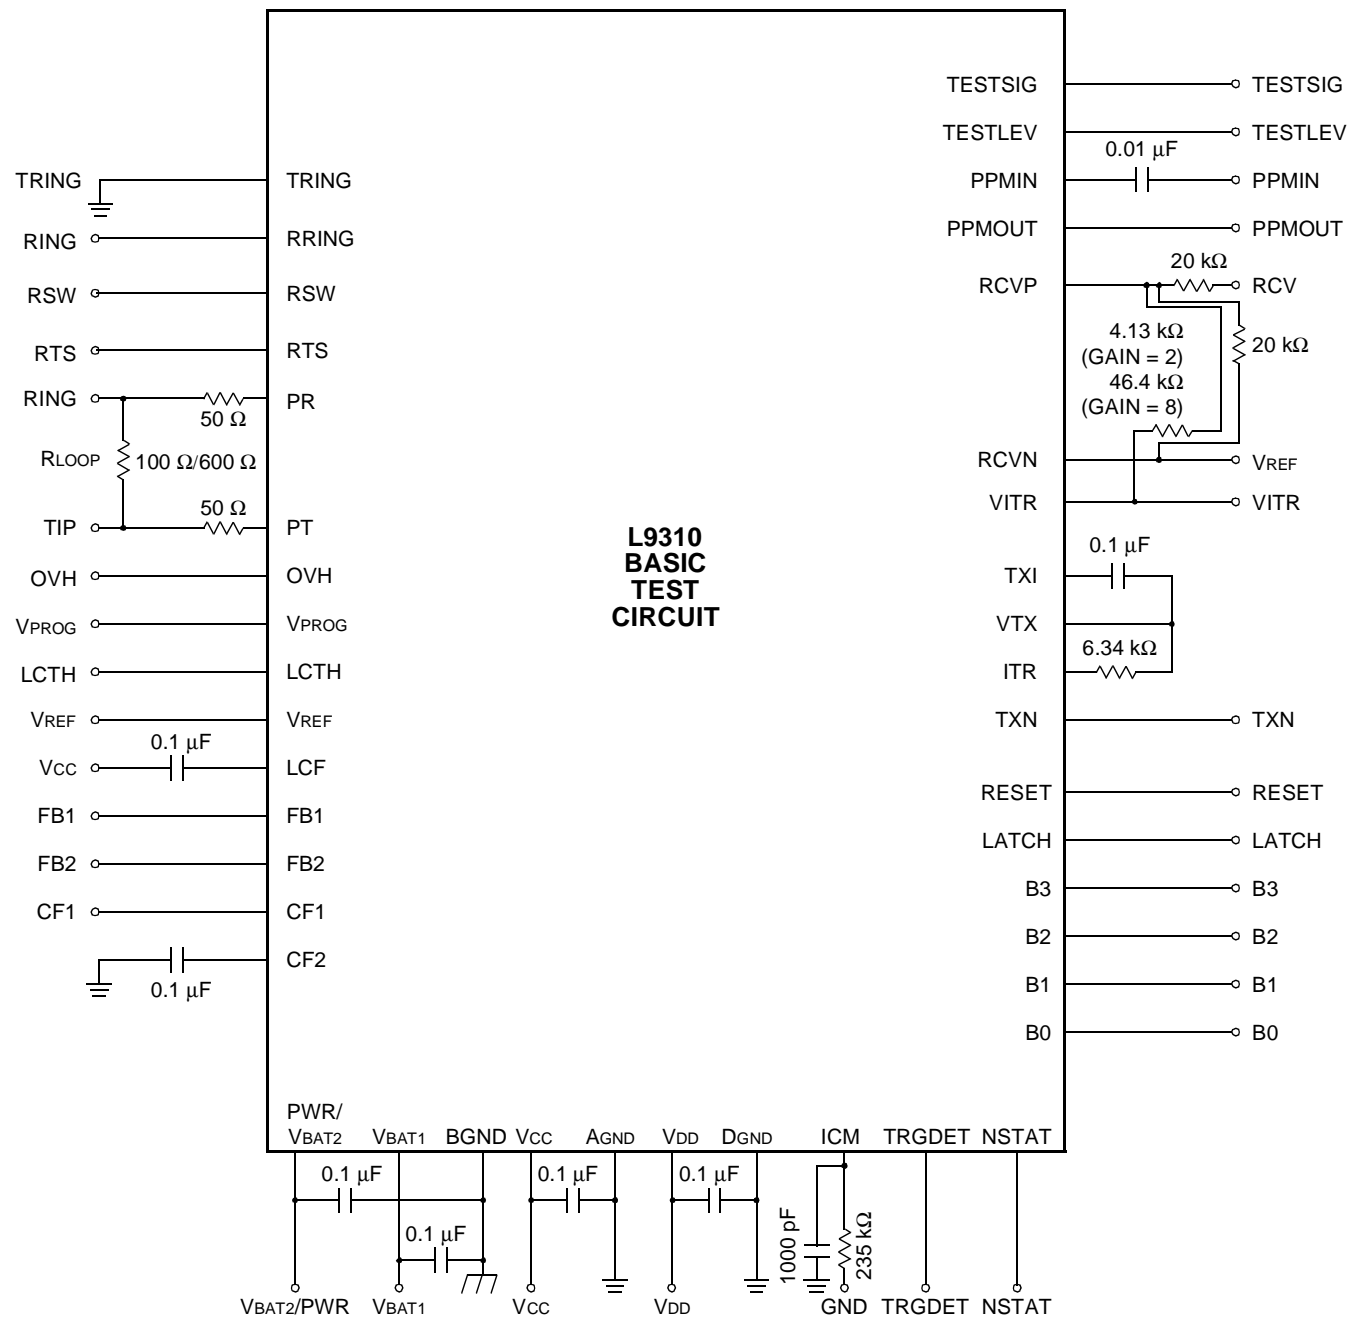 TESTSIG TESTSIG
TESTLEV TESTLEV
0.01 μF
TRING TRING PPMIN PPMIN
RING RRING PPMOUT PPMOUT
20 kΩ
RSW RSW RCVP RCV
4.13 kΩ
(GAIN = 2)
46.4 kΩ
(GAIN = 8)
20 kΩ
RTS RTS
RING PR
50 Ω
RLOOP 100 Ω/600 Ω RCVN VREF
50 Ω VITR VITR
TIP PT
L9310
BASIC
TEST
CIRCUIT
0.1 μF
OVH OVH TXI
VPROG VPROG VTX
6.34 kΩ
LCTH LCTH ITR
VREF VREF TXN TXN
0.1 μF
VCC LCF RESET RESET
FB1 FB1 LATCH LATCH
FB2 FB2 B3 B3
CF1 CF1 B2 B2
CF2 B1 B1
0.1 μF
B0 B0
PWR/
VBAT2 VBAT1 BGND VCC AGND VDD DGND ICM TRGDET NSTAT
0.1 μF 0.1 μF 0.1 μF
0.1 μF
1000 pF
235 kΩ
VBAT2/PWR VBAT1 VCC VDD GND TRGDET NSTAT